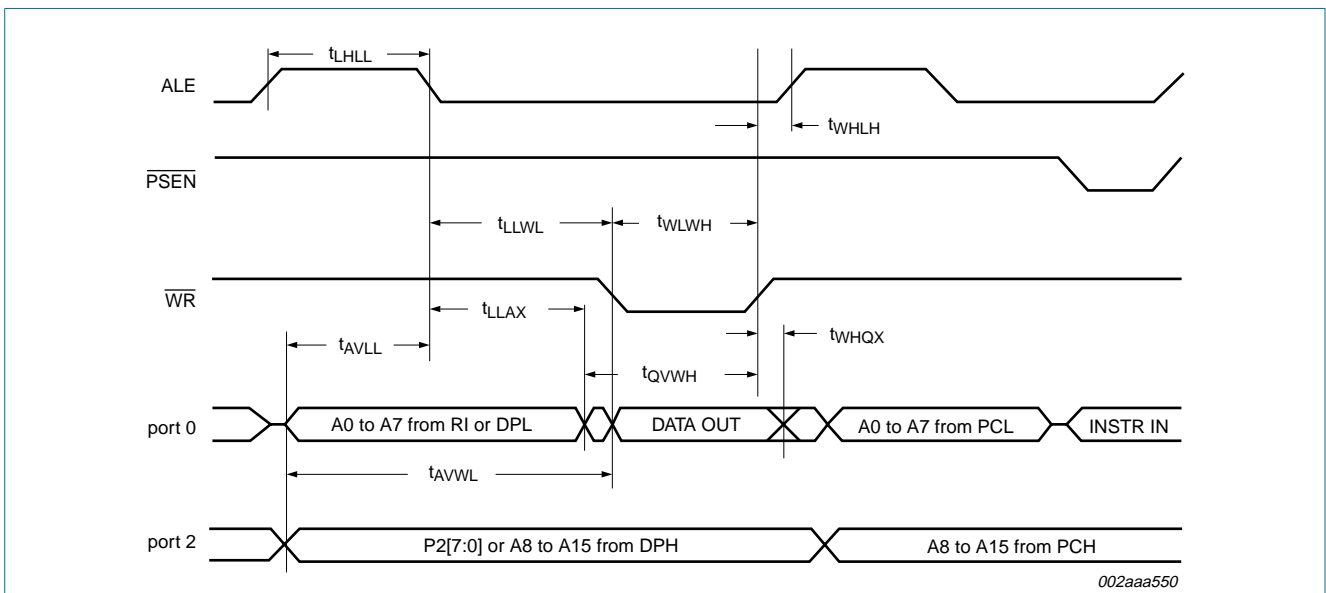 tLHLL
ALE
tWHLH
PSEN
tLLWL
tWLWH
WR
tLLAX
tWHQX
tAVLL
tQVWH
port 0
A0 to A7 from RI or DPL
DATA OUT
A0 to A7 from PCL
INSTR IN
tAVWL
port 2
P2[7:0] or A8 to A15 from DPH
A8 to A15 from PCH
002aaa550